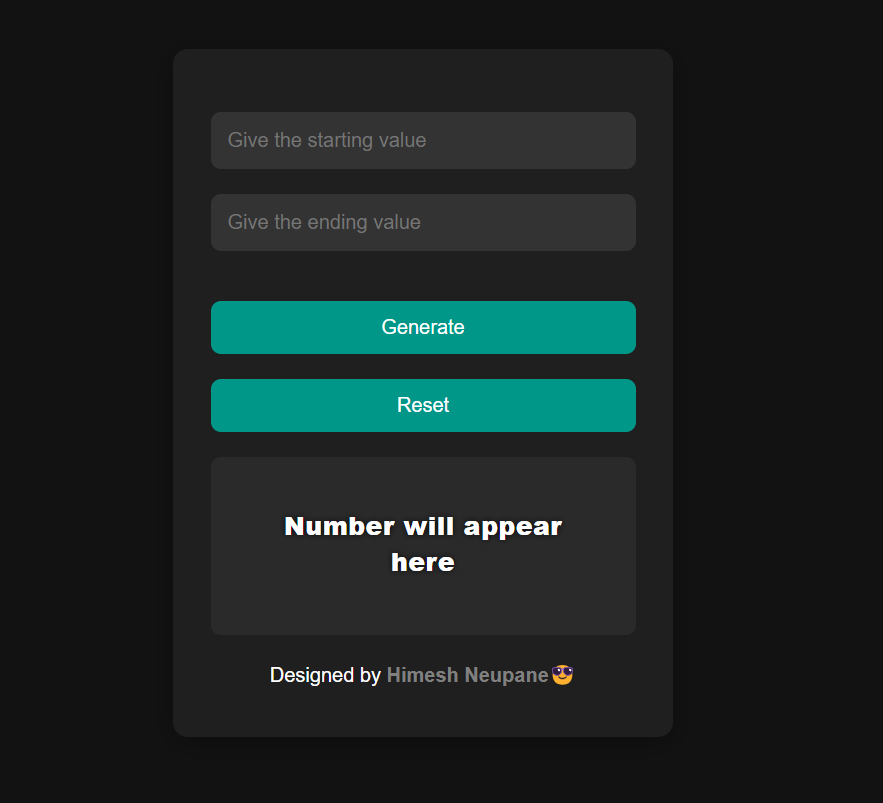 Give the starting value
Give the ending value
Generate
Reset
Number will appear
here
Designed by Himesh Neupane😎